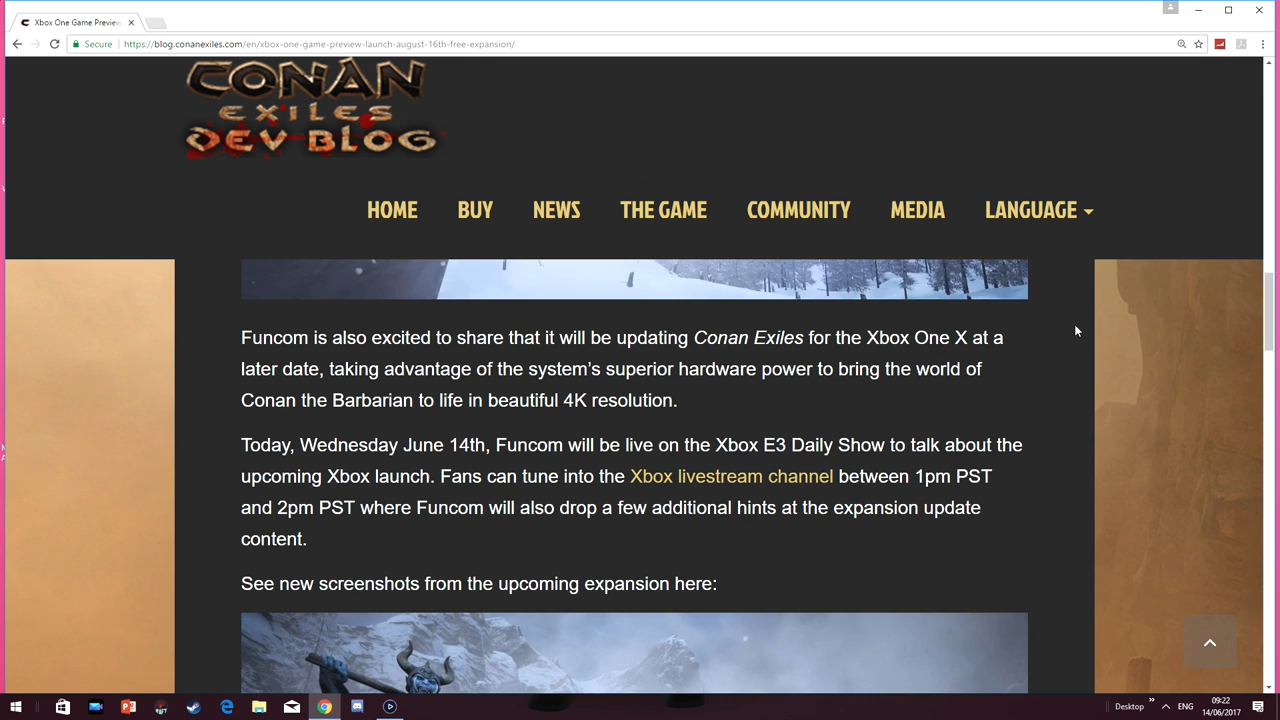 Xbox One Game Preview
Secure
https://blog.conanexiles.com/en/xbox-one-game-preview-launch-august-16th-free-expansion/
CONAN
EXILES
DEV BLOG
HOME BUY NEWS THE GAME COMMUNITY MEDIA LANGUAGE
Funcom is also excited to share that it will be updating Conan Exiles for the Xbox One X at a
later date, taking advantage of the system’s superior hardware power to bring the world of
Conan the Barbarian to life in beautiful 4K resolution.
Today, Wednesday June 14th, Funcom will be live on the Xbox E3 Daily Show to talk about the
upcoming Xbox launch. Fans can tune into the Xbox livestream channel between 1pm PST
and 2pm PST where Funcom will also drop a few additional hints at the expansion update
content.
See new screenshots from the upcoming expansion here:
Desktop
ENG
09:22
14/06/2017